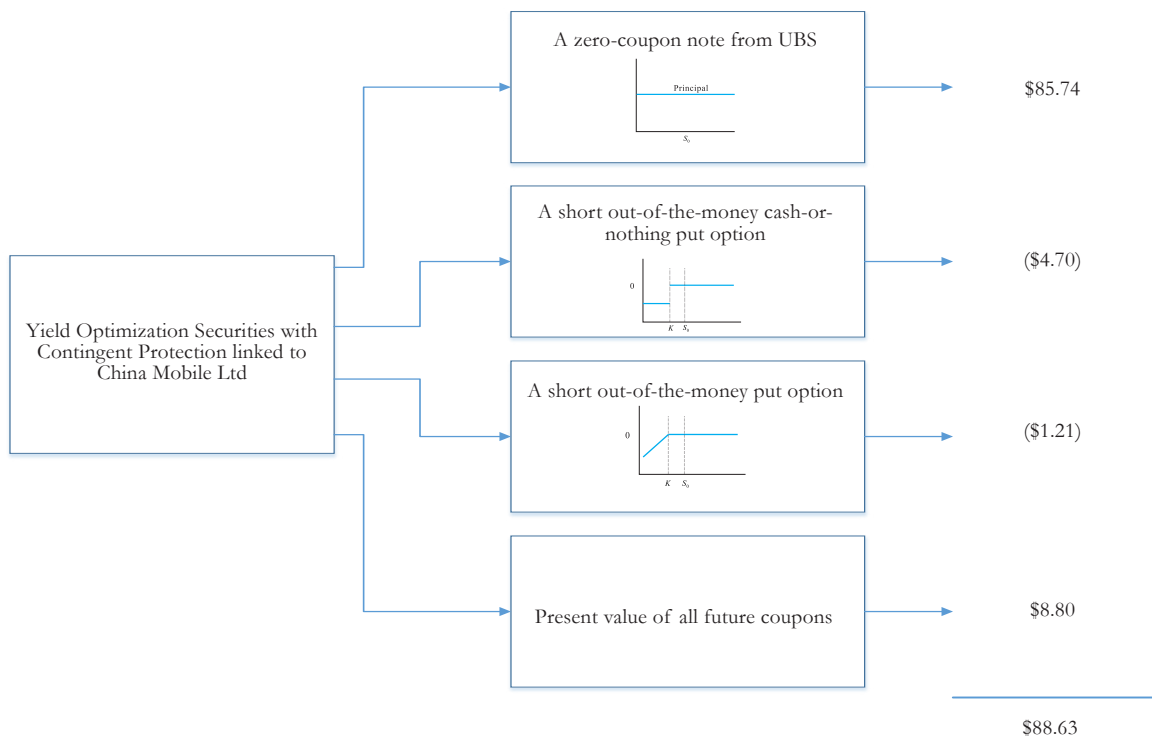 A zero-coupon note from UBS
Principal
S0
$85.74
A short out-of-the-money cash-or-
nothing put option
0
K S0
($4.70)
Yield Optimization Securities with
Contingent Protection linked to
China Mobile Ltd
A short out-of-the-money put option
0
K S0
($1.21)
Present value of all future coupons
$8.80
$88.63